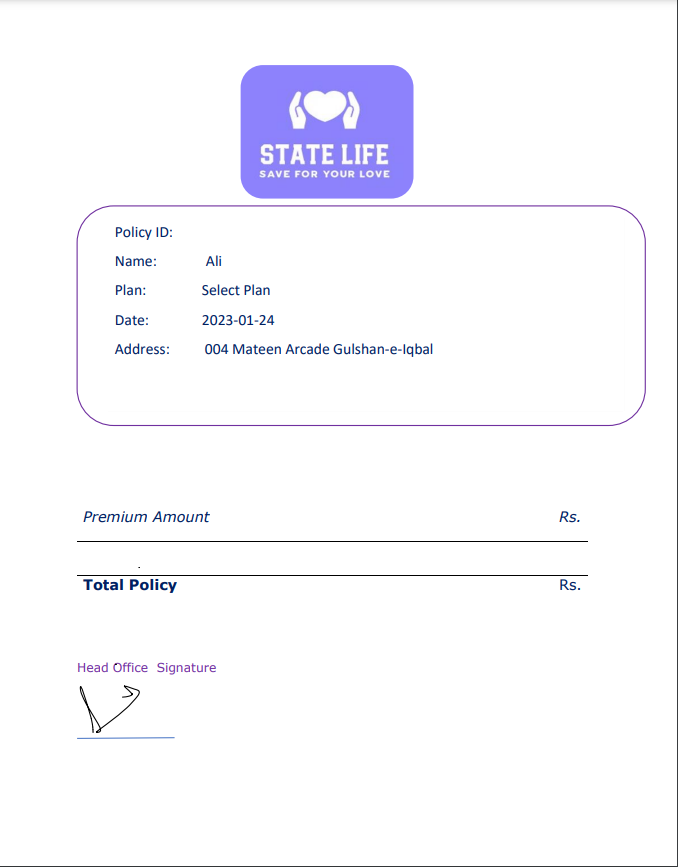 STATE LIFE
SAVE FOR YOUR LOVE
Policy ID:
Name: Ali
Plan: Select Plan
Date: 2023-01-24
Address: 004 Mateen Arcade Gulshan-e-Iqbal
Premium Amount Rs.
.
Total Policy Rs.
Head Office Signature